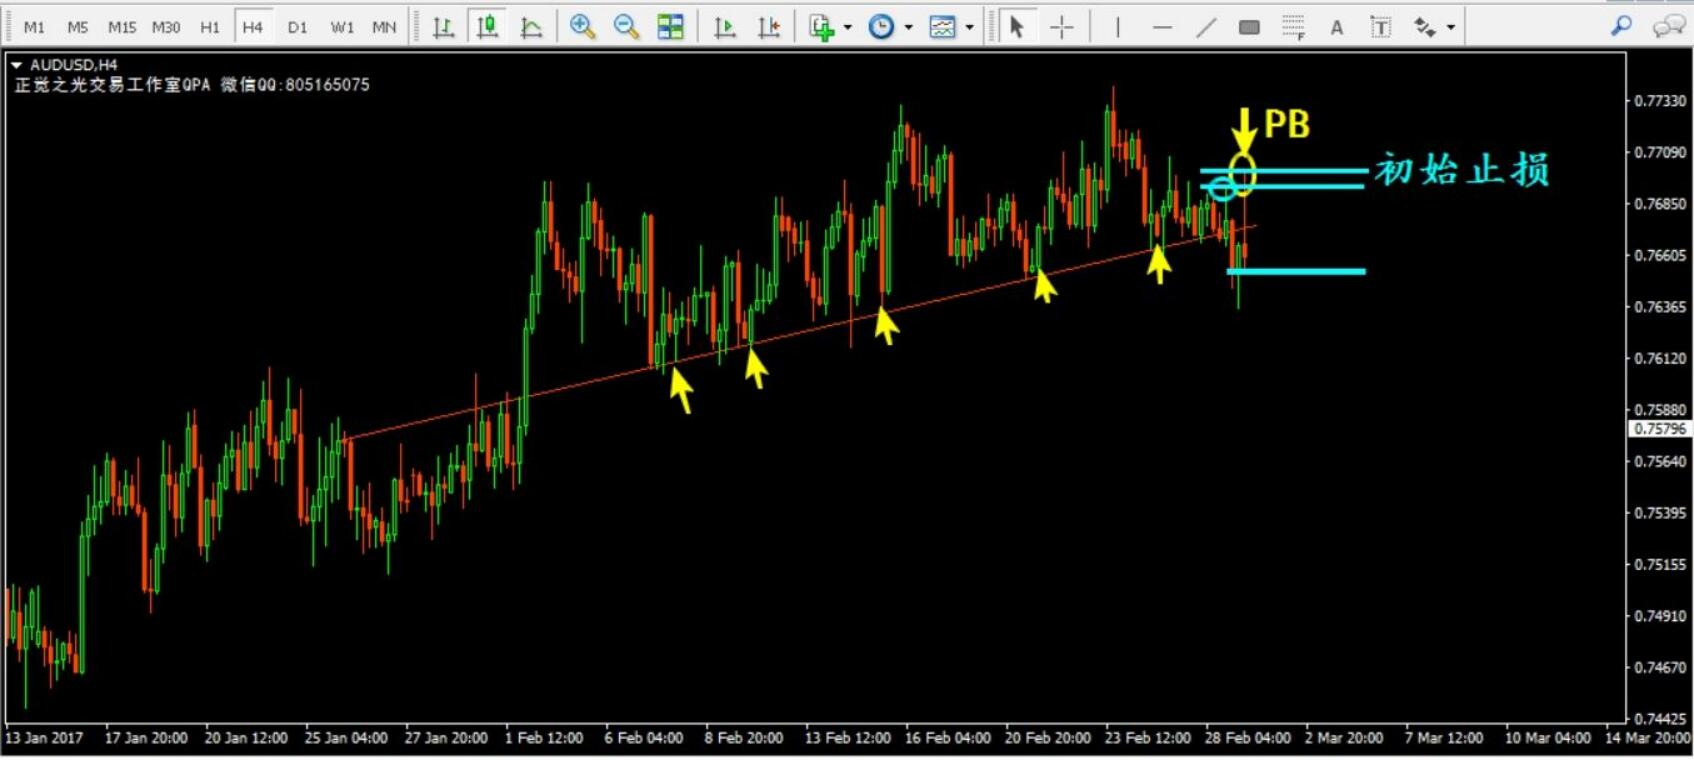 M1 M5 M15 M30 H1 H4 D1 W1 MN F A T
AUDUSD,H4
正觉之光交易工作室QPA 微信QQ:805165075
PB
初始止损
0.77330
0.77090
0.76850
0.76605
0.76365
0.76120
0.75880
0.75796
0.75640
0.75395
0.75155
0.74910
0.74670
0.74425
13 Jan 2017 17 Jan 20:00 20 Jan 12:00 25 Jan 04:00 27 Jan 20:00 1 Feb 12:00 6 Feb 04:00 8 Feb 20:00 13 Feb 12:00 16 Feb 04:00 20 Feb 20:00 23 Feb 12:00 28 Feb 04:00 2 Mar 20:00 7 Mar 12:00 10 Mar 04:00 14 Mar 20:00